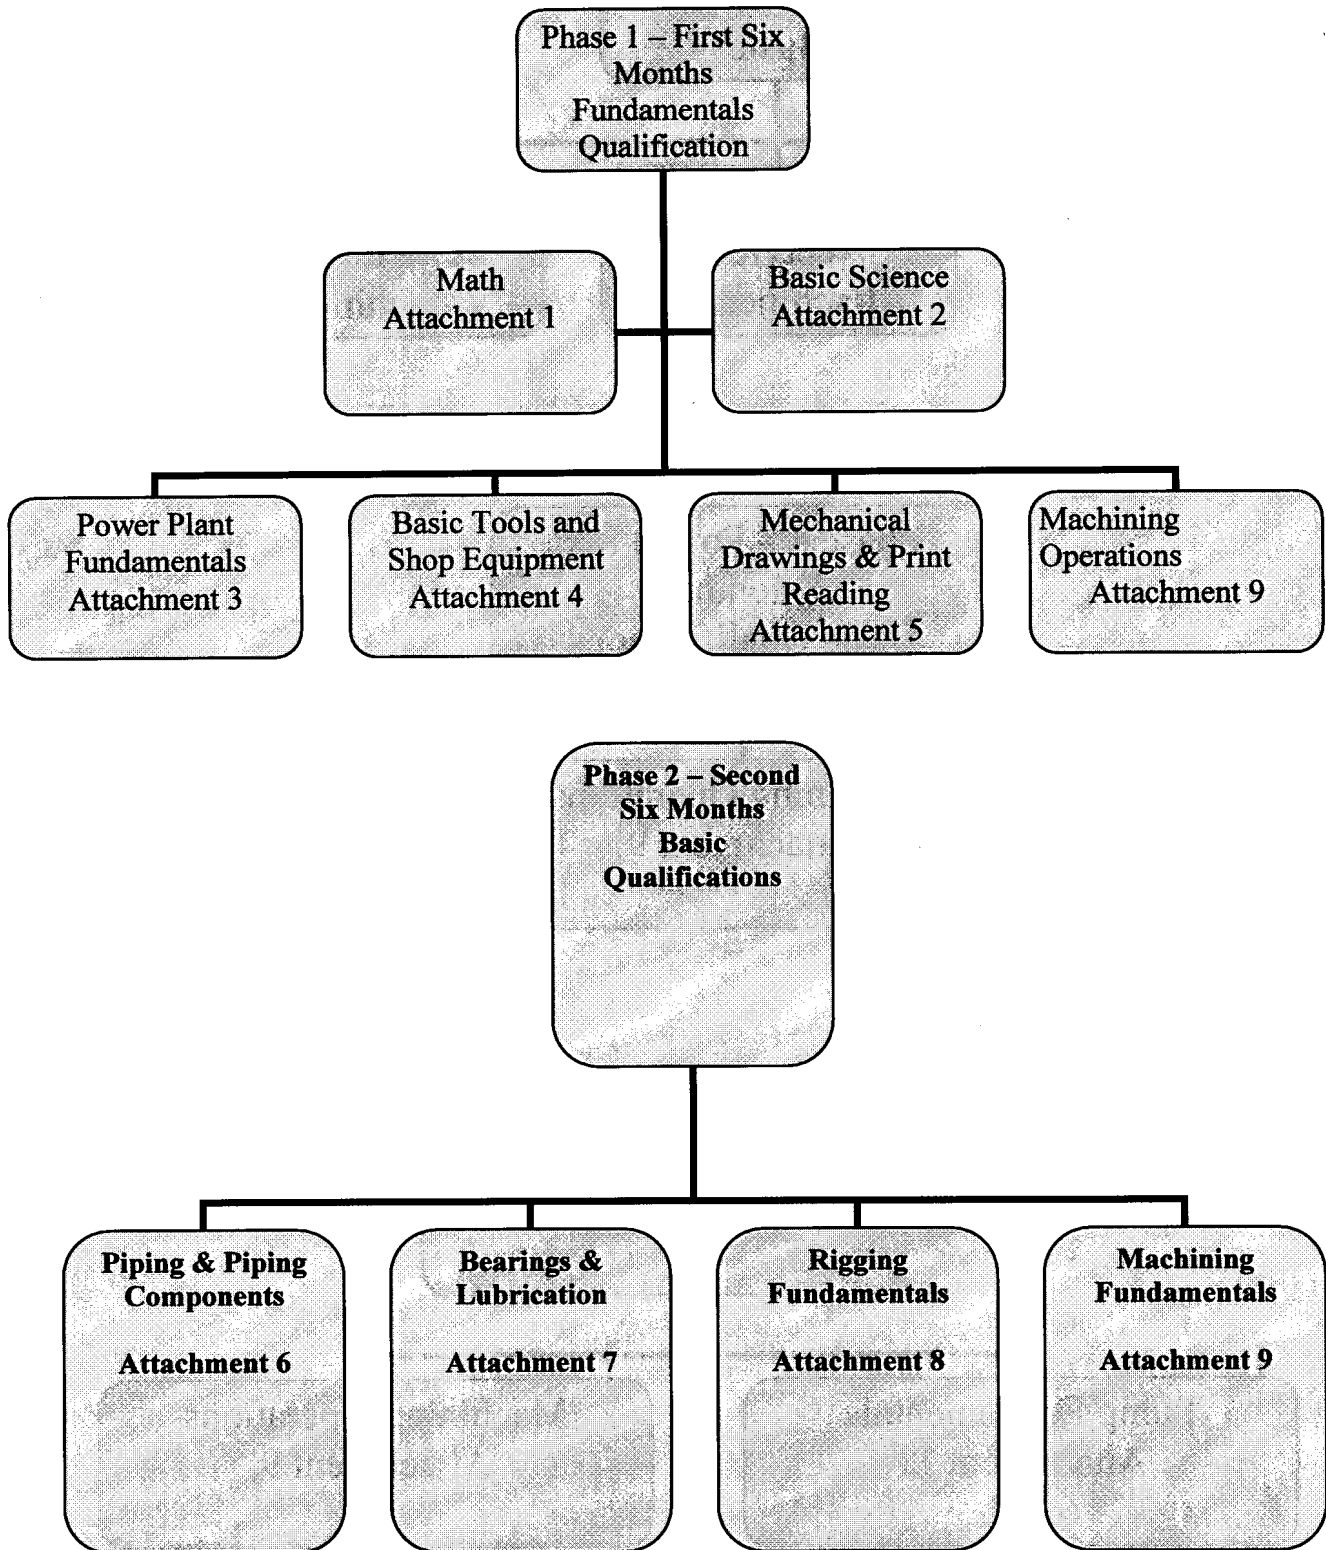 Phase 1 – First Six
Months
Fundamentals
Qualification
Math
Attachment 1
Basic Science
Attachment 2
Power Plant
Fundamentals
Attachment 3
Basic Tools and
Shop Equipment
Attachment 4
Mechanical
Drawings & Print
Reading
Attachment 5
Machining
Operations
Attachment 9
Phase 2 – Second
Six Months
Basic
Qualifications
Piping & Piping
Components
Attachment 6
Bearings &
Lubrication
Attachment 7
Rigging
Fundamentals
Attachment 8
Machining
Fundamentals
Attachment 9